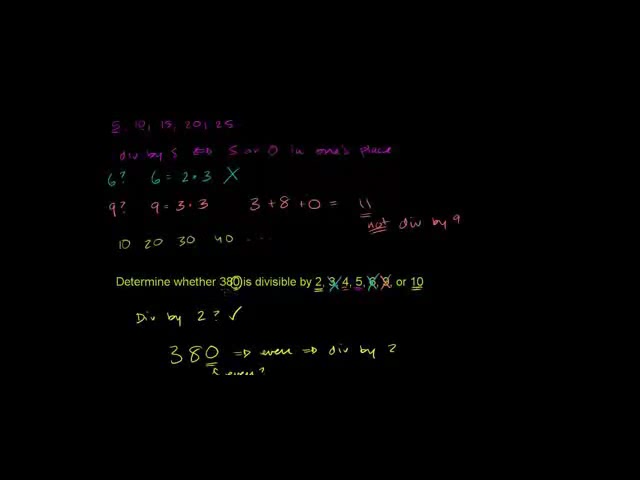 5, 10, 15, 20, 25
div by 5 ⇔ 5 or 0 in one's place
6? 6 = 2 · 3 X
9? 9 = 3 · 3 3 + 8 + 0 = 11
not div by 9
10 20 30 40 ...
Determine whether 380 is divisible by 2, 3, 4, 5, 6, 9, or 10
Div by 2? ✓
380 ⇒ even ⇒ div by 2
even?